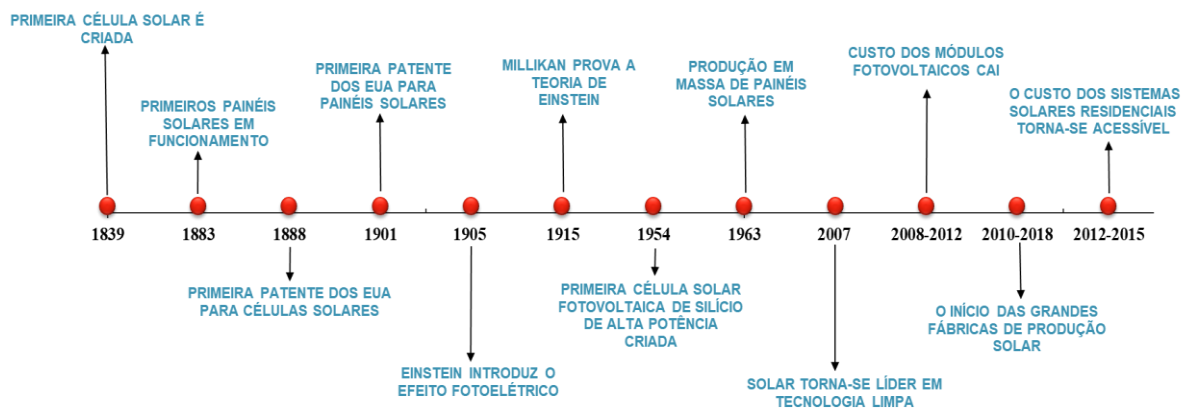 PRIMEIRA CÉLULA SOLAR É
CRIADA
PRIMEIROS PAINÉIS
SOLARES EM
FUNCIONAMENTO
PRIMEIRA PATENTE
DOS EUA PARA
PAINÉIS SOLARES
MILLIKAN PROVA A
TEORIA DE
EINSTEIN
PRODUÇÃO EM
MASSA DE PAINÉIS
SOLARES
CUSTO DOS MÓDULOS
FOTOVOLTAICOS CAI
O CUSTO DOS SISTEMAS
SOLARES RESIDENCIAIS
TORNA-SE ACESSÍVEL
1839
1883
1888
1901
1905
1915
1954
1963
2007
2008-2012
2010-2018
2012-2015
PRIMEIRA PATENTE DOS EUA
PARA CÉLULAS SOLARES
EINSTEIN INTRODUZ O
EFEITO FOTOELÉTRICO
PRIMEIRA CÉLULA SOLAR
FOTOVOLTAICA DE SILÍCIO
DE ALTA POTÊNCIA
CRIADA
SOLAR TORNA-SE LÍDER EM
TECNOLOGIA LIMPA
O INÍCIO DAS GRANDES
FÁBRICAS DE PRODUÇÃO
SOLAR